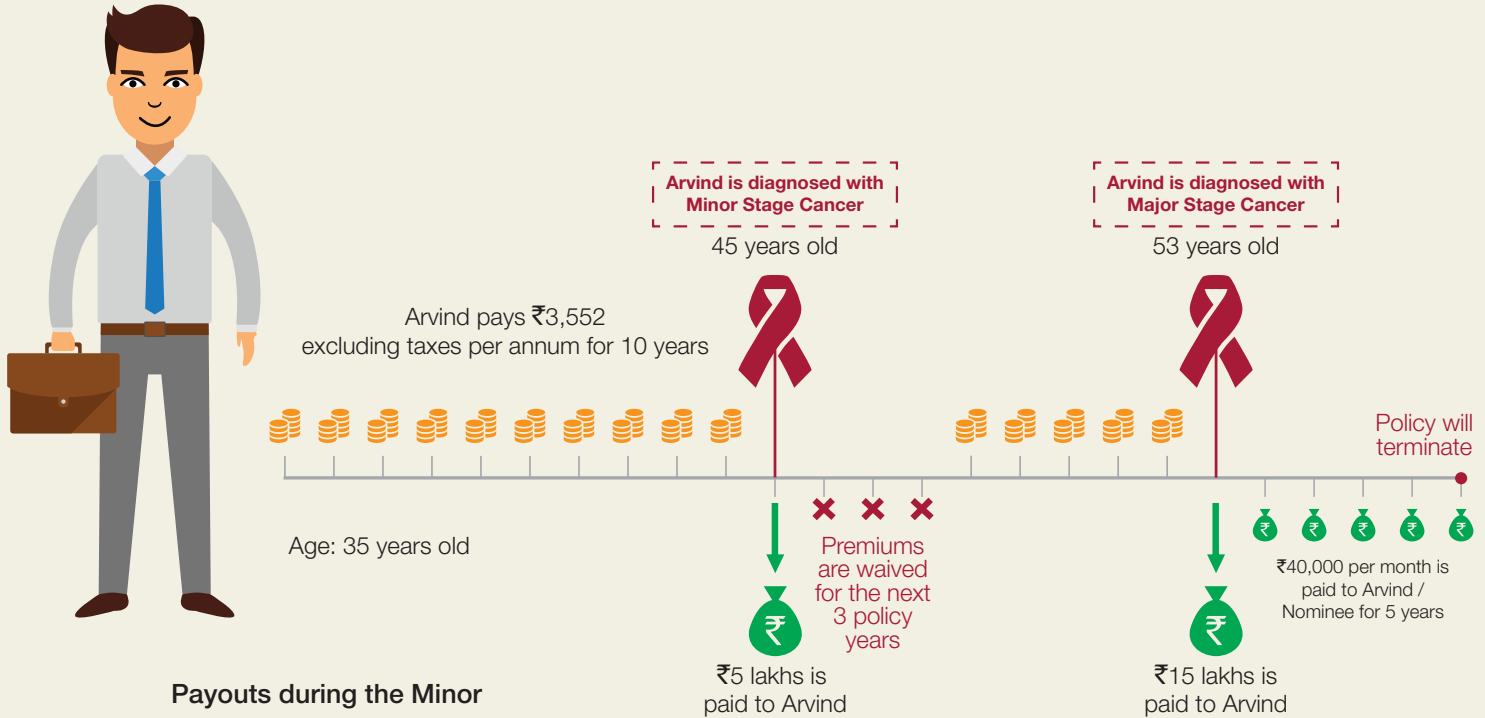 Arvind is diagnosed with
Minor Stage Cancer
45 years old
Arvind is diagnosed with
Major Stage Cancer
53 years old
Arvind pays ₹3,552
excluding taxes per annum for 10 years
Policy will
terminate
Age: 35 years old
Premiums
are waived
for the next
3 policy
years
₹
₹
₹
₹
₹
₹40,000 per month is
paid to Arvind /
Nominee for 5 years
₹
₹5 lakhs is
paid to Arvind
₹
₹15 lakhs is
paid to Arvind
Payouts during the Minor